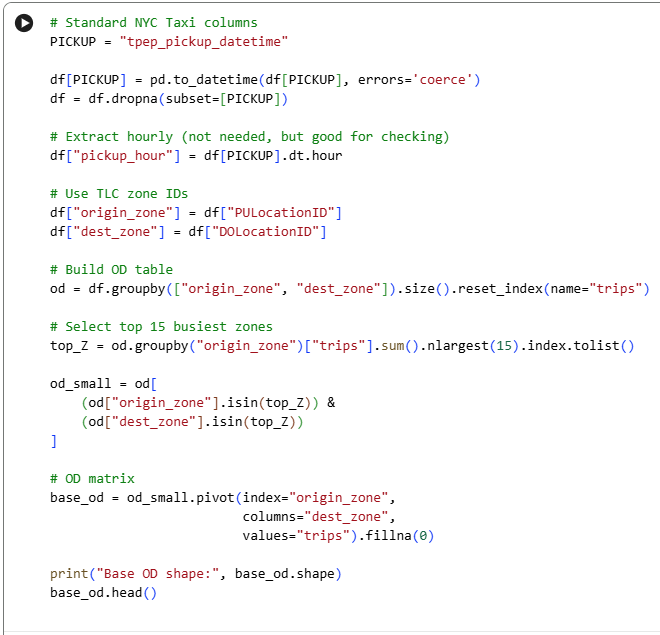 # Standard NYC Taxi columns
PICKUP = "tpep_pickup_datetime"
df[PICKUP] = pd.to_datetime(df[PICKUP], errors='coerce')
df = df.dropna(subset=[PICKUP])
# Extract hourly (not needed, but good for checking)
df["pickup_hour"] = df[PICKUP].dt.hour
# Use TLC zone IDs
df["origin_zone"] = df["PULocationID"]
df["dest_zone"] = df["DOLocationID"]
# Build OD table
od = df.groupby(["origin_zone", "dest_zone"]).size().reset_index(name="trips")
# Select top 15 busiest zones
top_Z = od.groupby("origin_zone")["trips"].sum().nlargest(15).index.tolist()
od_small = od[
    (od["origin_zone"].isin(top_Z)) &
    (od["dest_zone"].isin(top_Z))
]
# OD matrix
base_od = od_small.pivot(index="origin_zone",
                         columns="dest_zone",
                         values="trips").fillna(0)
print("Base OD shape:", base_od.shape)
base_od.head()